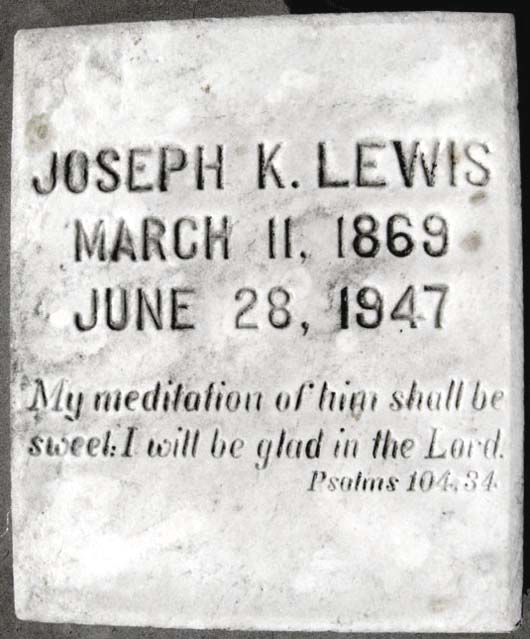 JOSEPH K. LEWIS
MARCH 11, 1869
JUNE 28, 1947
My meditation of him shall be
sweet: I will be glad in the Lord.
Psalms 104, 34